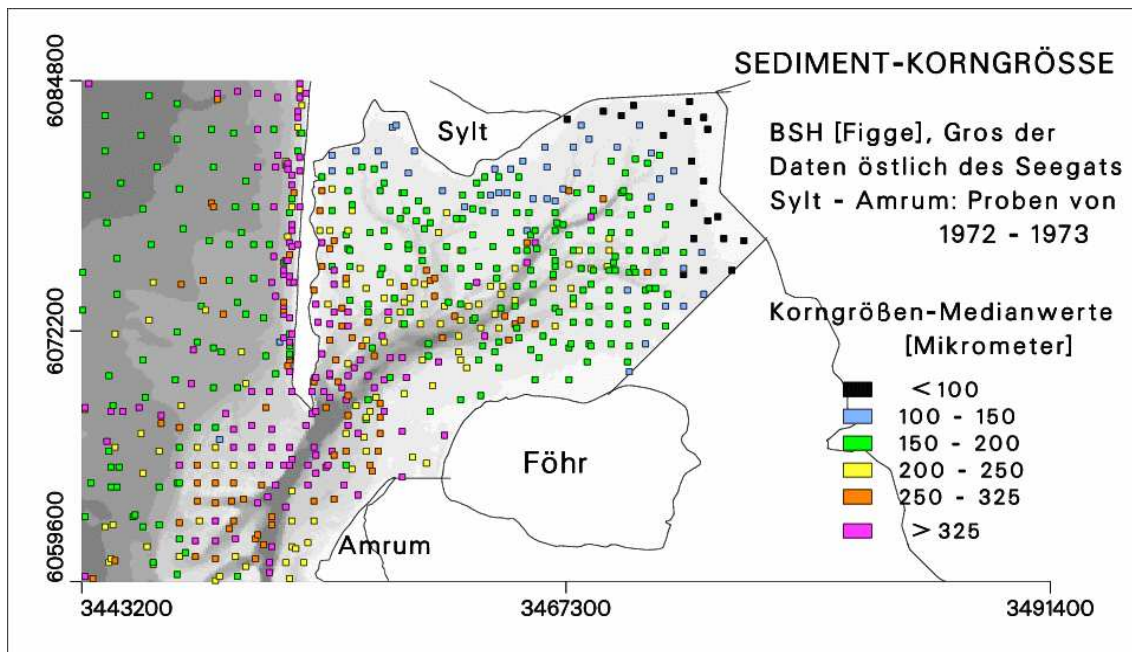 SEDIMENT-KORNGRÖSSE
BSH [Figge], Gros der
Daten östlich des Seegats
Sylt - Amrum: Proben von
1972 - 1973
Korngrößen-Medianwerte
[Mikrometer]
<100
100 - 150
150 - 200
200 - 250
250 - 325
> 325
Sylt
Föhr
Amrum
6084800
6072200
6059600
3443200
3467300
3491400